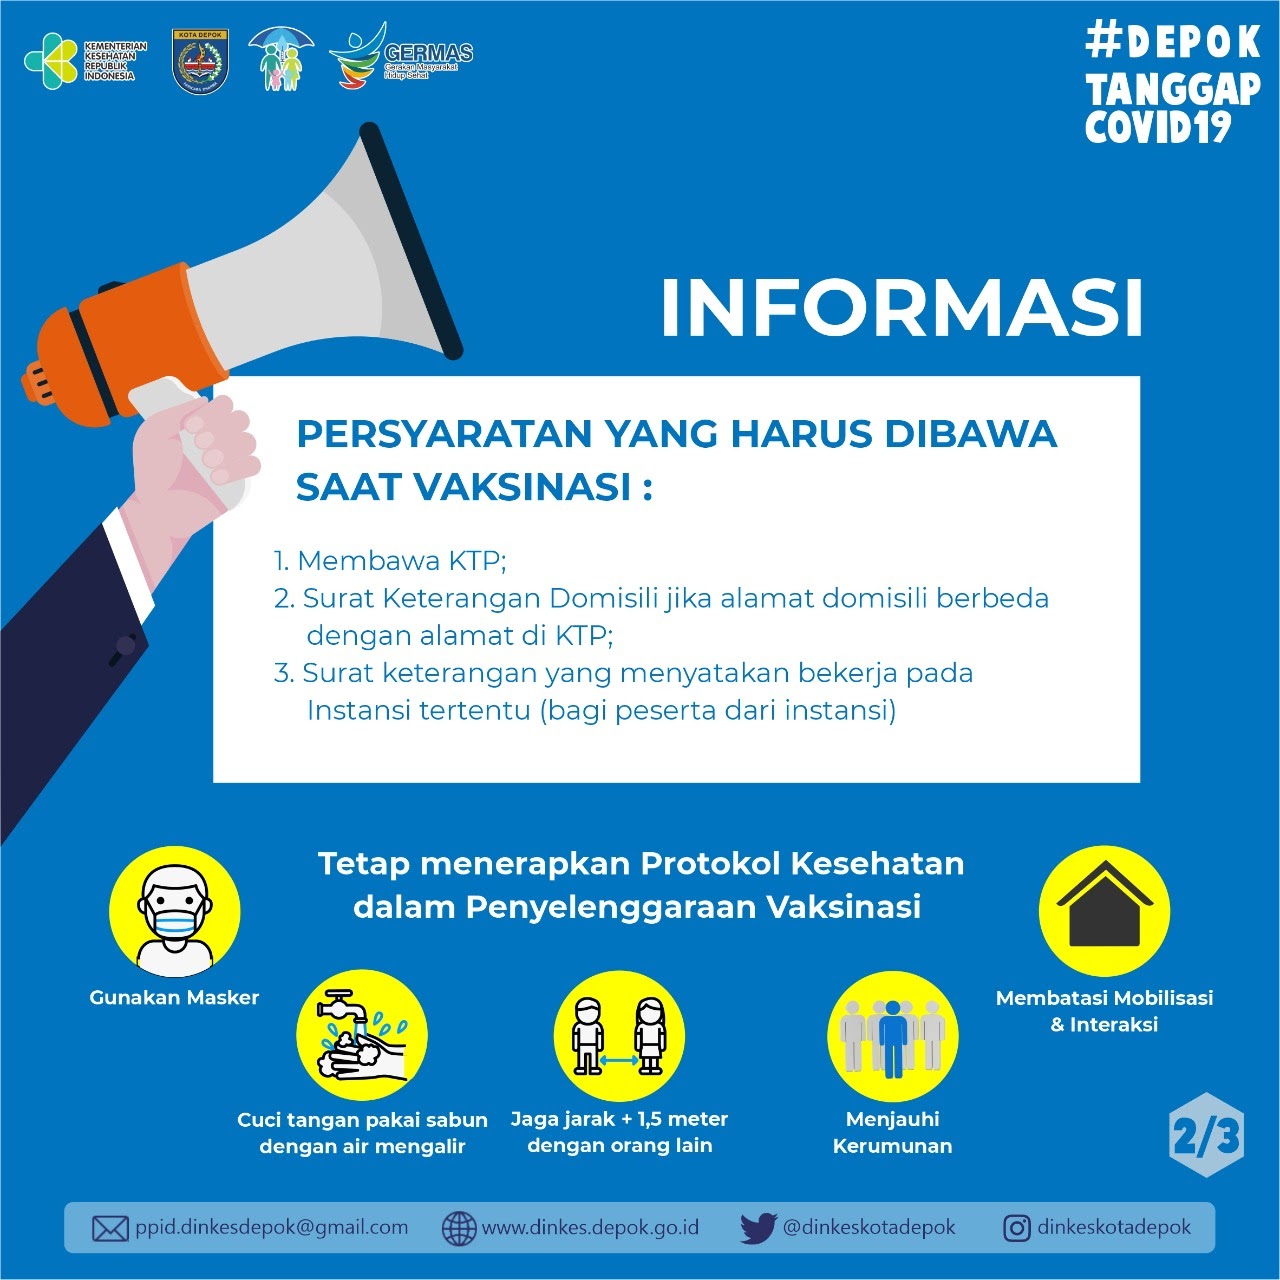 KEMENTERIAN
KESEHATAN
REPUBLIK
INDONESIA
KOTA DEPOK
GERMAS
Gerakan Masyarakat
Hidup Sehat
#DEPOK
TANGGAP
COVID19
INFORMASI
PERSYARATAN YANG HARUS DIBAWA
SAAT VAKSINASI :
1. Membawa KTP;
2. Surat Keterangan Domisili jika alamat domisili berbeda
dengan alamat di KTP;
3. Surat keterangan yang menyatakan bekerja pada
Instansi tertentu (bagi peserta dari instansi)
Tetap menerapkan Protokol Kesehatan
dalam Penyelenggaraan Vaksinasi
Gunakan Masker
Cuci tangan pakai sabun
dengan air mengalir
Jaga jarak + 1,5 meter
dengan orang lain
Menjauhi
Kerumunan
Membatasi Mobilisasi
& Interaksi
2/3
ppid.dinkesdepok@gmail.com
www.dinkes.depok.go.id
@dinkeskotadepok
dinkeskotadepok